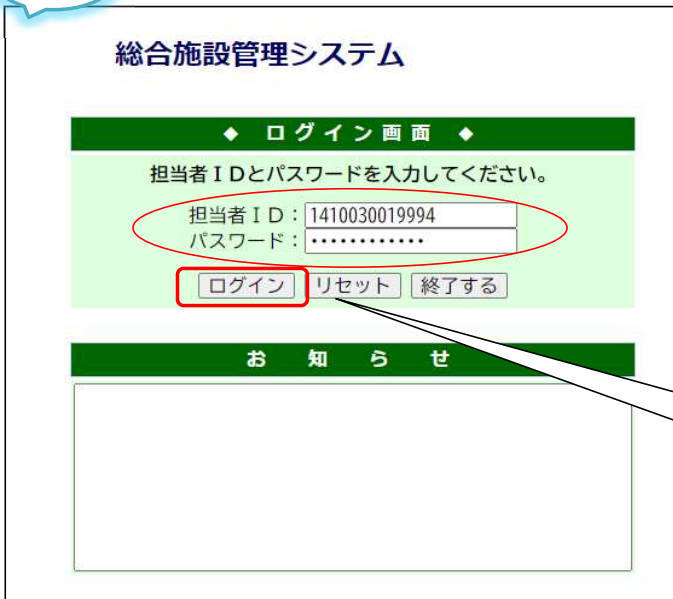 総合施設管理システム
◆ ログイン画面 ◆
担当者ＩＤとパスワードを入力してください。
担当者ＩＤ：1410030019994
パスワード：••••••••••••
ログイン リセット 終了する
お知らせ